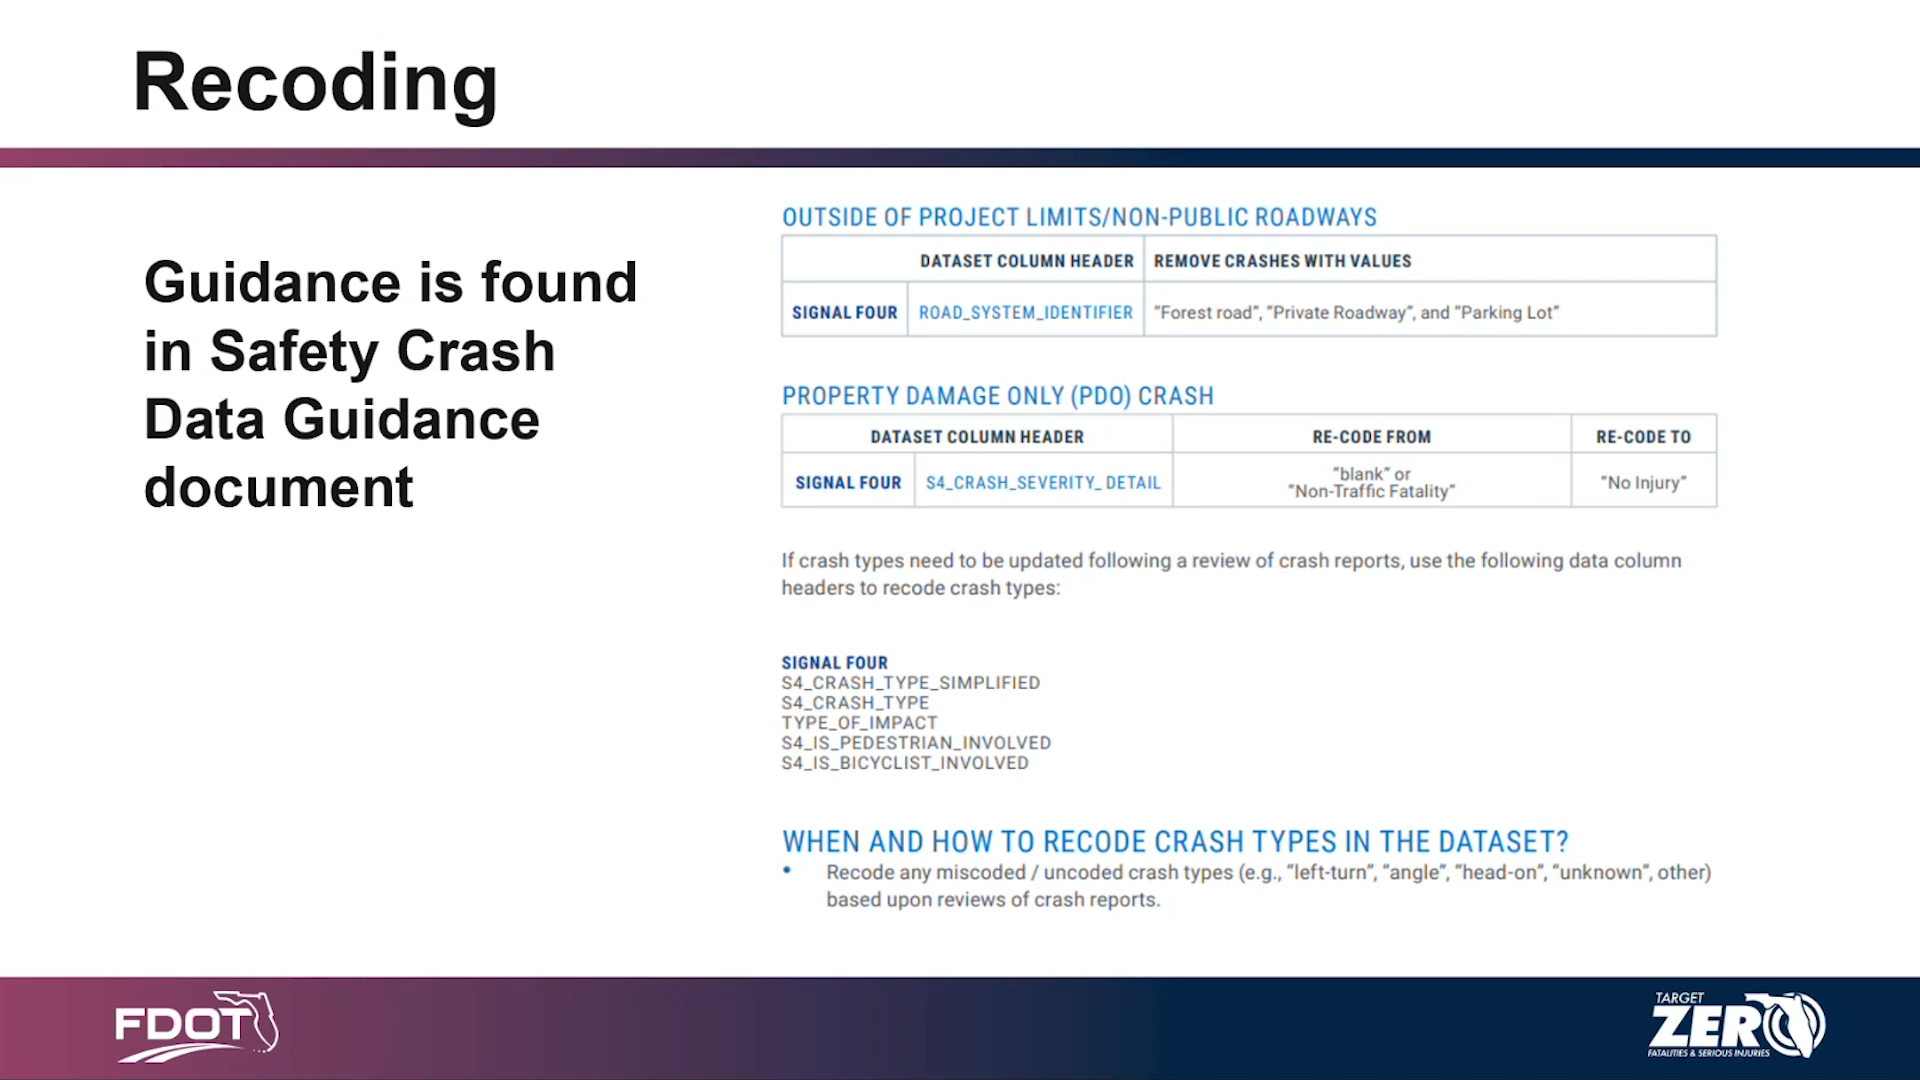 Recoding
Guidance is found
in Safety Crash
Data Guidance
document
OUTSIDE OF PROJECT LIMITS/NON-PUBLIC ROADWAYS
DATASET COLUMN HEADER REMOVE CRASHES WITH VALUES
SIGNAL FOUR ROAD_SYSTEM_IDENTIFIER “Forest road”, “Private Roadway”, and “Parking Lot”
PROPERTY DAMAGE ONLY (PDO) CRASH
DATASET COLUMN HEADER RE-CODE FROM RE-CODE TO
SIGNAL FOUR S4_CRASH_SEVERITY_ DETAIL “blank” or “No Injury”
“Non-Traffic Fatality”
If crash types need to be updated following a review of crash reports, use the following data column
headers to recode crash types:
SIGNAL FOUR
S4_CRASH_TYPE_SIMPLIFIED
S4_CRASH_TYPE
TYPE_OF_IMPACT
S4_IS_PEDESTRIAN_INVOLVED
S4_IS_BICYCLIST_INVOLVED
WHEN AND HOW TO RECODE CRASH TYPES IN THE DATASET?
• Recode any miscoded / uncoded crash types (e.g., “left-turn”, “angle”, “head-on”, “unknown”, other)
based upon reviews of crash reports.
FDOT
TARGET
ZERO
FATALITIES & SERIOUS INJURIES